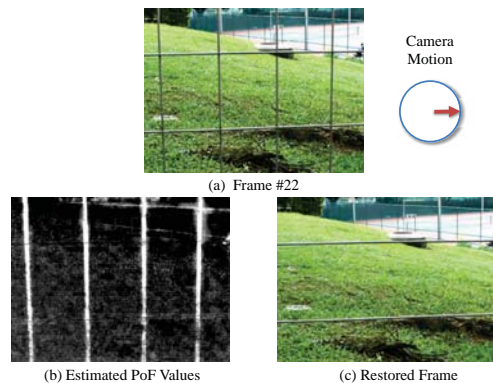 Camera
Motion
(a) Frame #22
(b) Estimated PoF Values
(c) Restored Frame